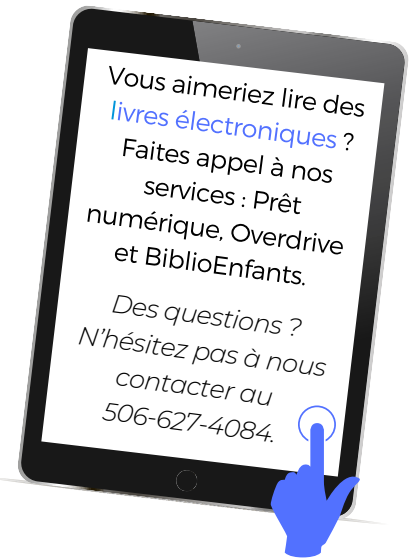 Vous aimeriez lire des
livres électroniques ?
Faites appel à nos
services : Prêt
numérique, Overdrive
et BiblioEnfants.
Des questions ?
N'hésitez pas à nous
contacter au
506-627-4084.